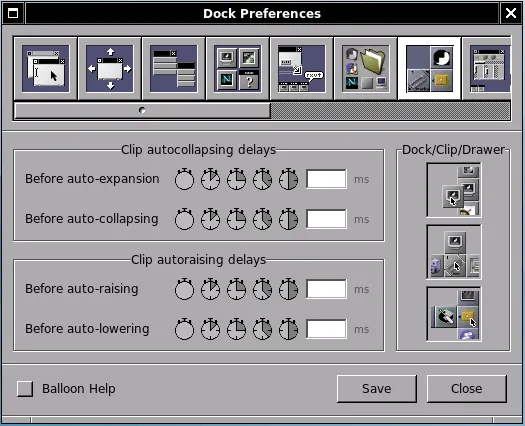 Dock Preferences
rxvt
Clip autocollapsing delays
Dock/Clip/Drawer
Before auto-expansion
ms
Before auto-collapsing
ms
Clip autoraising delays
Before auto-raising
ms
Before auto-lowering
ms
Balloon Help
Save
Close